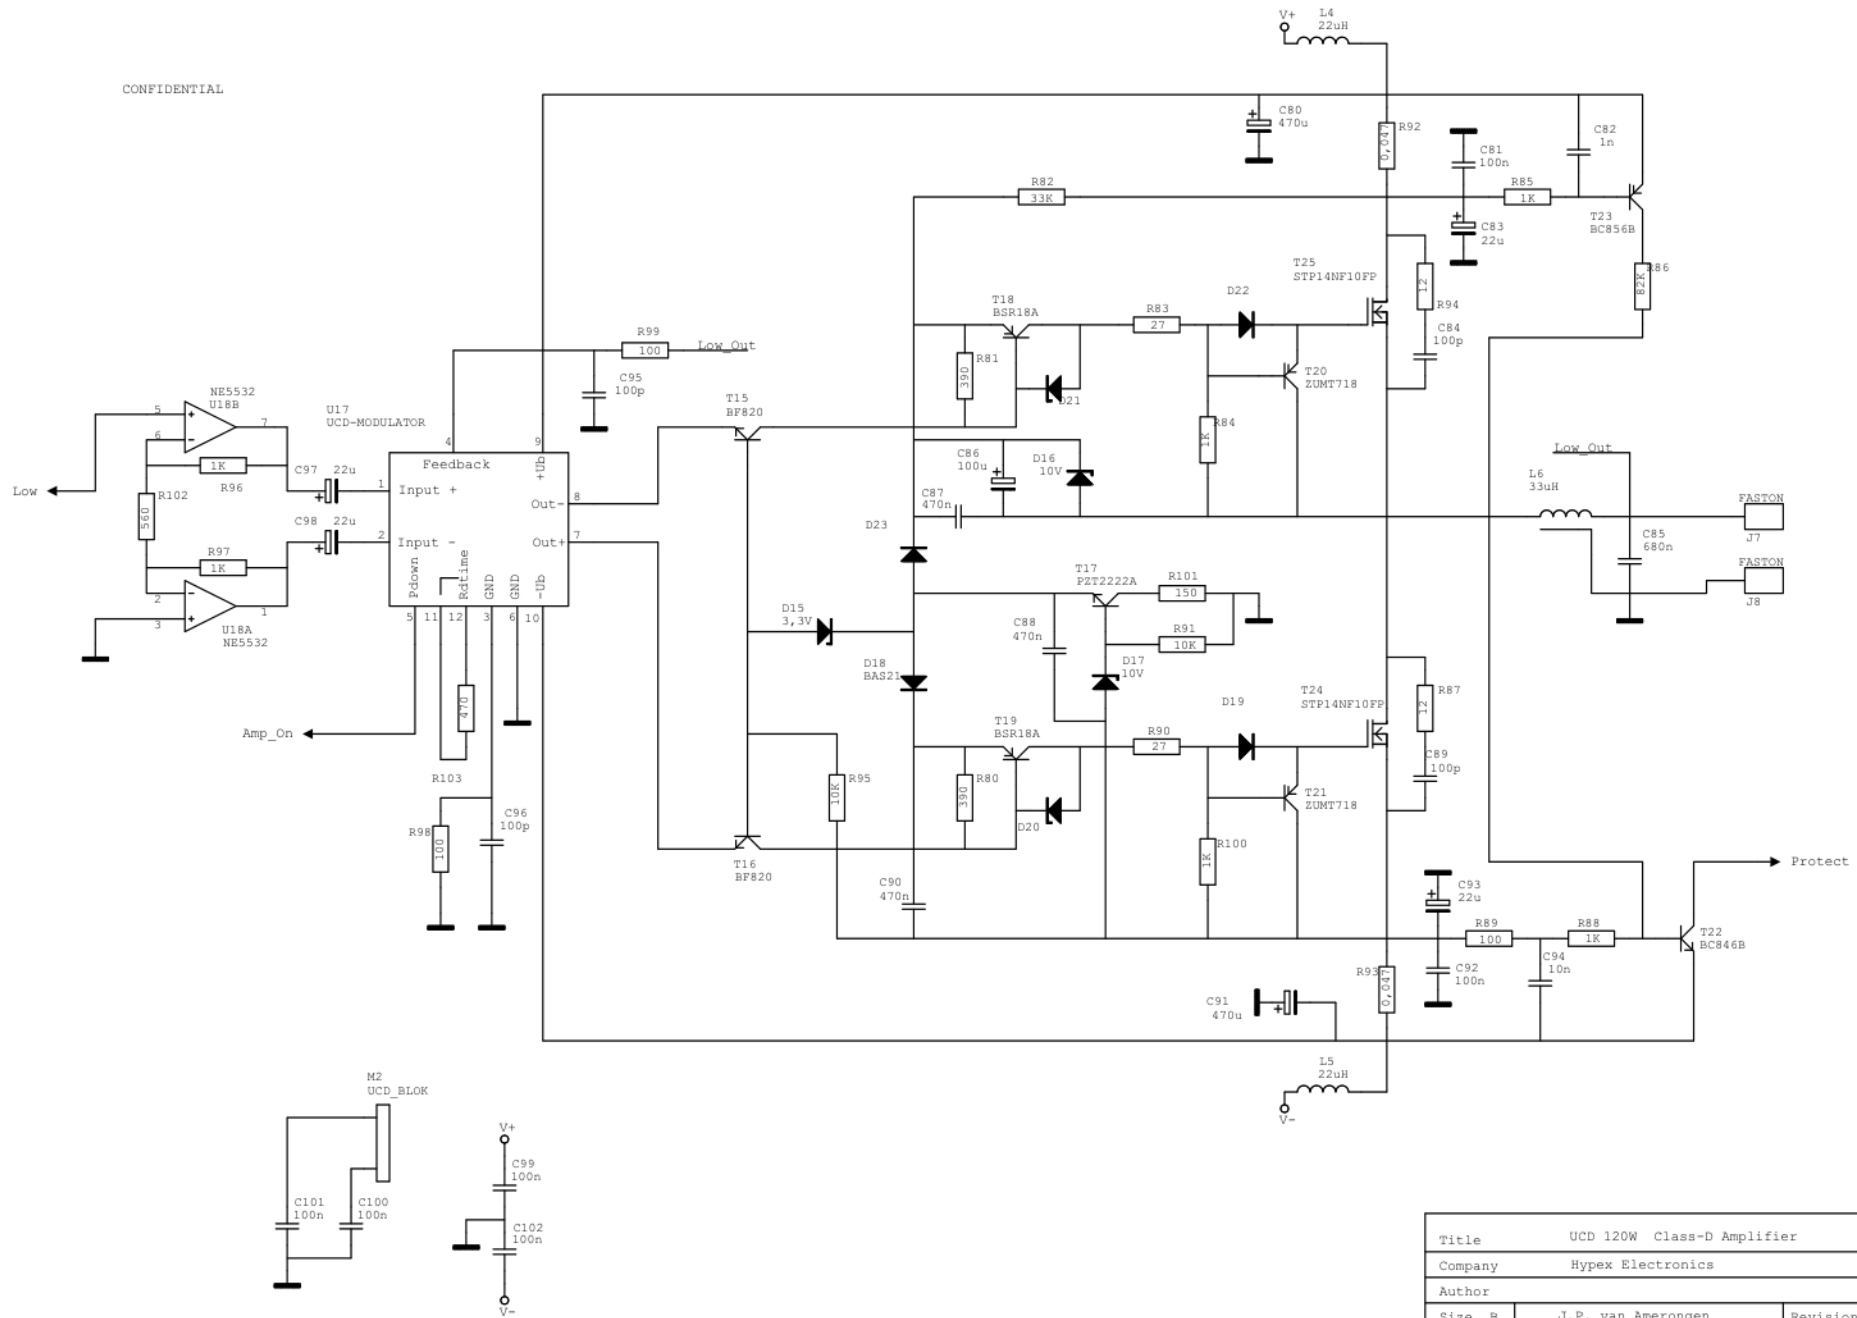 V+
L4
22uH
CONFIDENTIAL
C80
470u
R92
0,047
C81
100n
C82
1n
R82
33K
R85
1K
C83
22u
T23
BC856B
R86
82K
T25
STP14NF10FP
D22
12
R94
T18
BSR18A
R83
27
C84
100p
R99
100
Low_Out
R81
390
C95
100p
T20
ZUMT718
D21
NE5532
U18B
U17
UCD-MODULATOR
T15
BF820
5
7
6
4
9
R84
1K
1K
R96
C97
22u
Feedback
+Ub
C86
100u
D16
10V
Low_Out
L6
33uH
Low
R102
560
1
Input +
Out-
8
C87
470n
FASTON
J7
C98
22u
D23
R97
1K
2
Input -
Out+
7
C85
680n
FASTON
J8
Pdown
Rdtime
GND
GND
-Ub
T17
PZT2222A
R101
150
2
3
1
5
11
12
3
6
10
D15
3,3V
C88
470n
R91
10K
U18A
NE5532
D18
BAS21
D17
10V
T24
STP14NF10FP
R87
12
D19
470
Amp_On
T19
BSR18A
R90
27
C89
100p
R103
R95
10K
R80
390
T21
ZUMT718
C96
100p
R98
100
D20
R100
1K
T16
BF820
Protect
C90
470n
C93
22u
R89
100
R88
1K
T22
BC846B
C94
10n
R93
0,047
C92
100n
C91
470u
L5
22uH
V-
M2
UCD_BLOK
V+
C99
100n
C101
100n
C100
100n
C102
100n
V-
Title UCD 120W Class-D Amplifier
Company Hypex Electronics
Author
Size B J.P. van Amerongen Revision